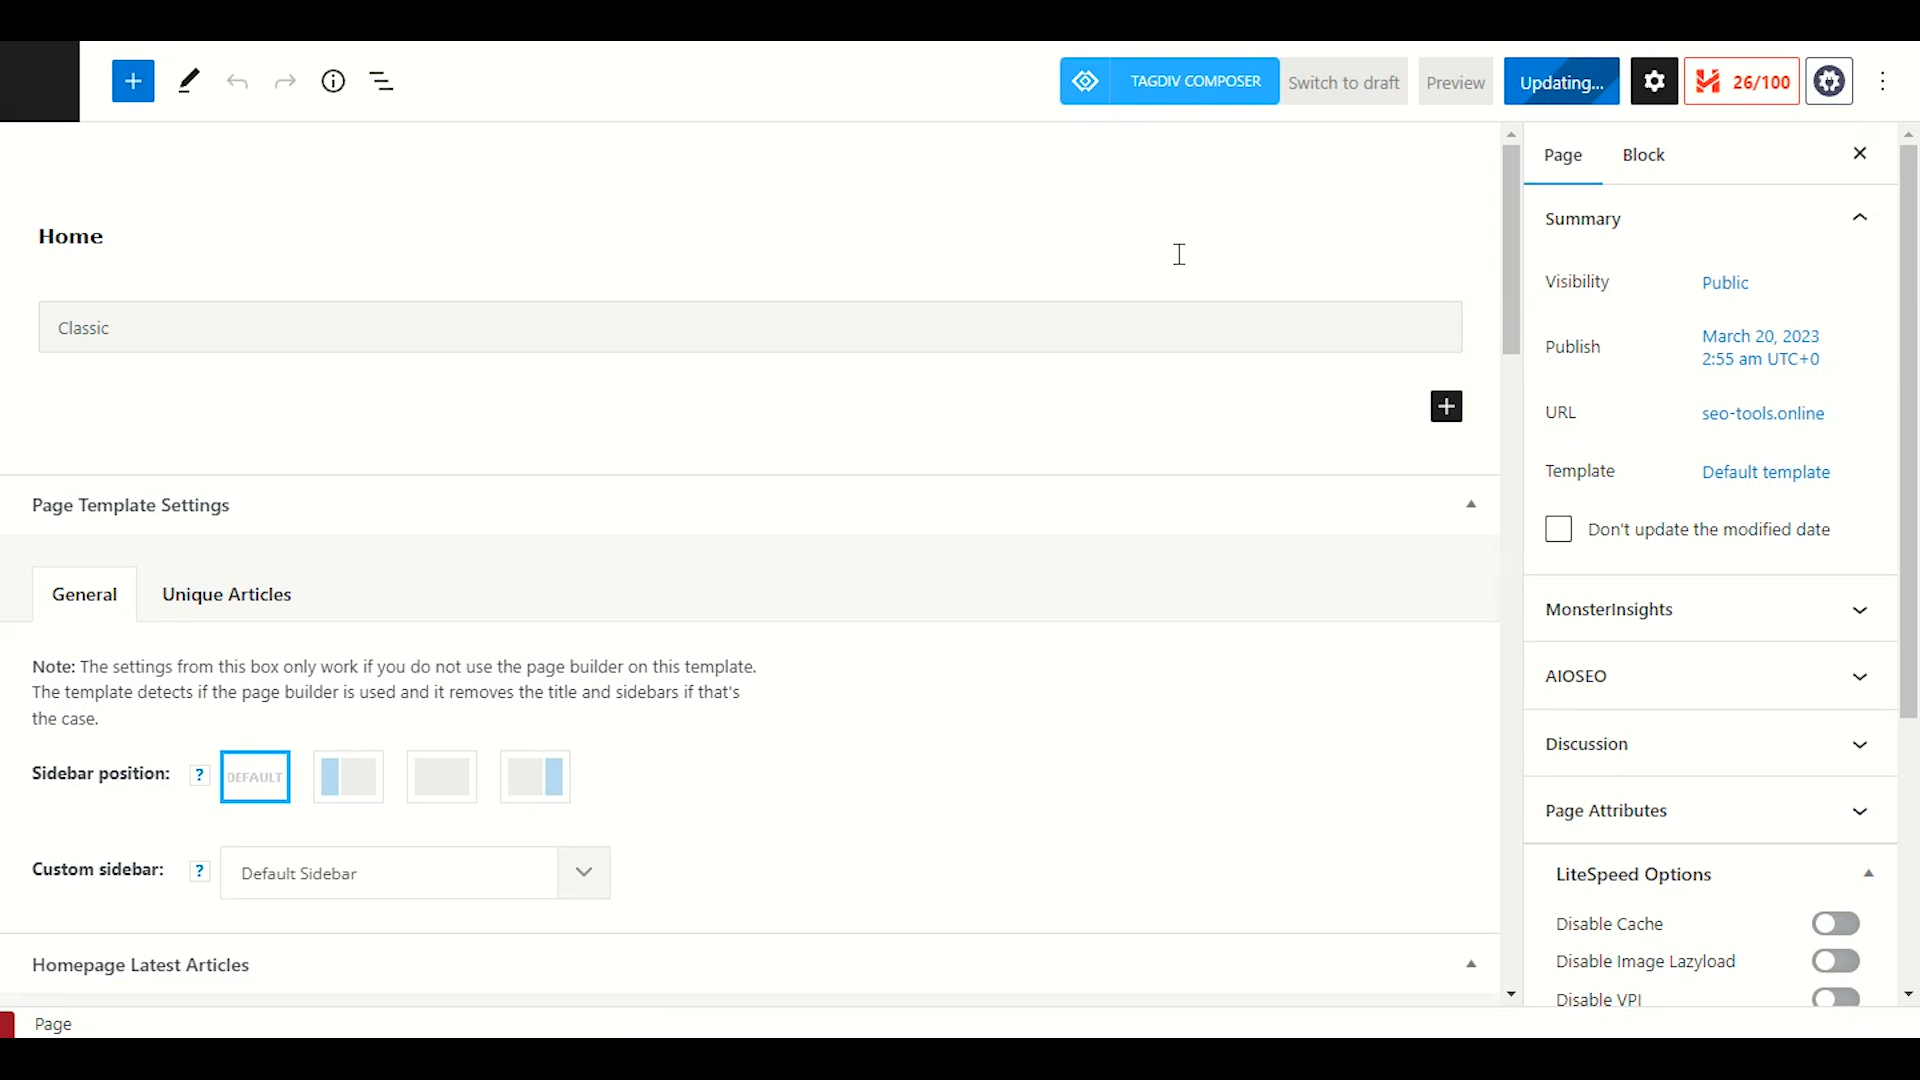 TAGDIV COMPOSER
Switch to draft
Preview
Updating...
26/100
Page
Block
Summary
Home
Visibility
Public
Classic
Publish
March 20, 2023
2:55 am UTC+0
URL
seo-tools.online
Template
Default template
Page Template Settings
Don't update the modified date
General
Unique Articles
MonsterInsights
Note: The settings from this box only work if you do not use the page builder on this template.
The template detects if the page builder is used and it removes the title and sidebars if that's
the case.
AIOSEO
Discussion
Sidebar position:
?
DEFAULT
Page Attributes
Custom sidebar:
?
Default Sidebar
LiteSpeed Options
Disable Cache
Homepage Latest Articles
Disable Image Lazyload
Disable VPI
Page